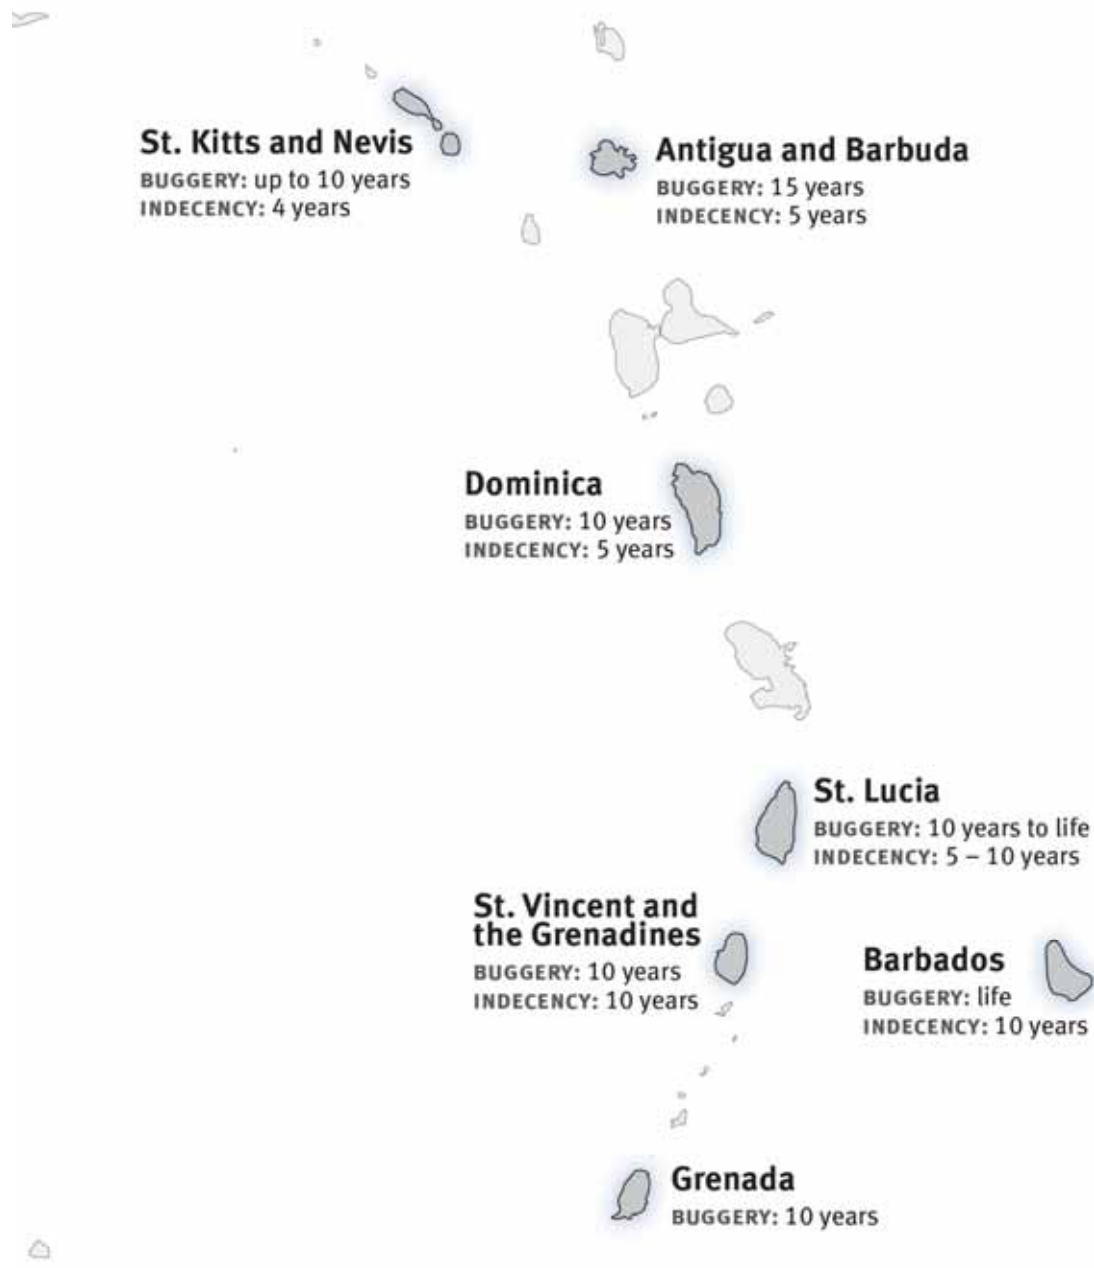 St. Kitts and Nevis
BUGGERY: up to 10 years
INDECENCY: 4 years
Antigua and Barbuda
BUGGERY: 15 years
INDECENCY: 5 years
Dominica
BUGGERY: 10 years
INDECENCY: 5 years
St. Lucia
BUGGERY: 10 years to life
INDECENCY: 5 – 10 years
St. Vincent and
the Grenadines
BUGGERY: 10 years
INDECENCY: 10 years
Barbados
BUGGERY: life
INDECENCY: 10 years
Grenada
BUGGERY: 10 years